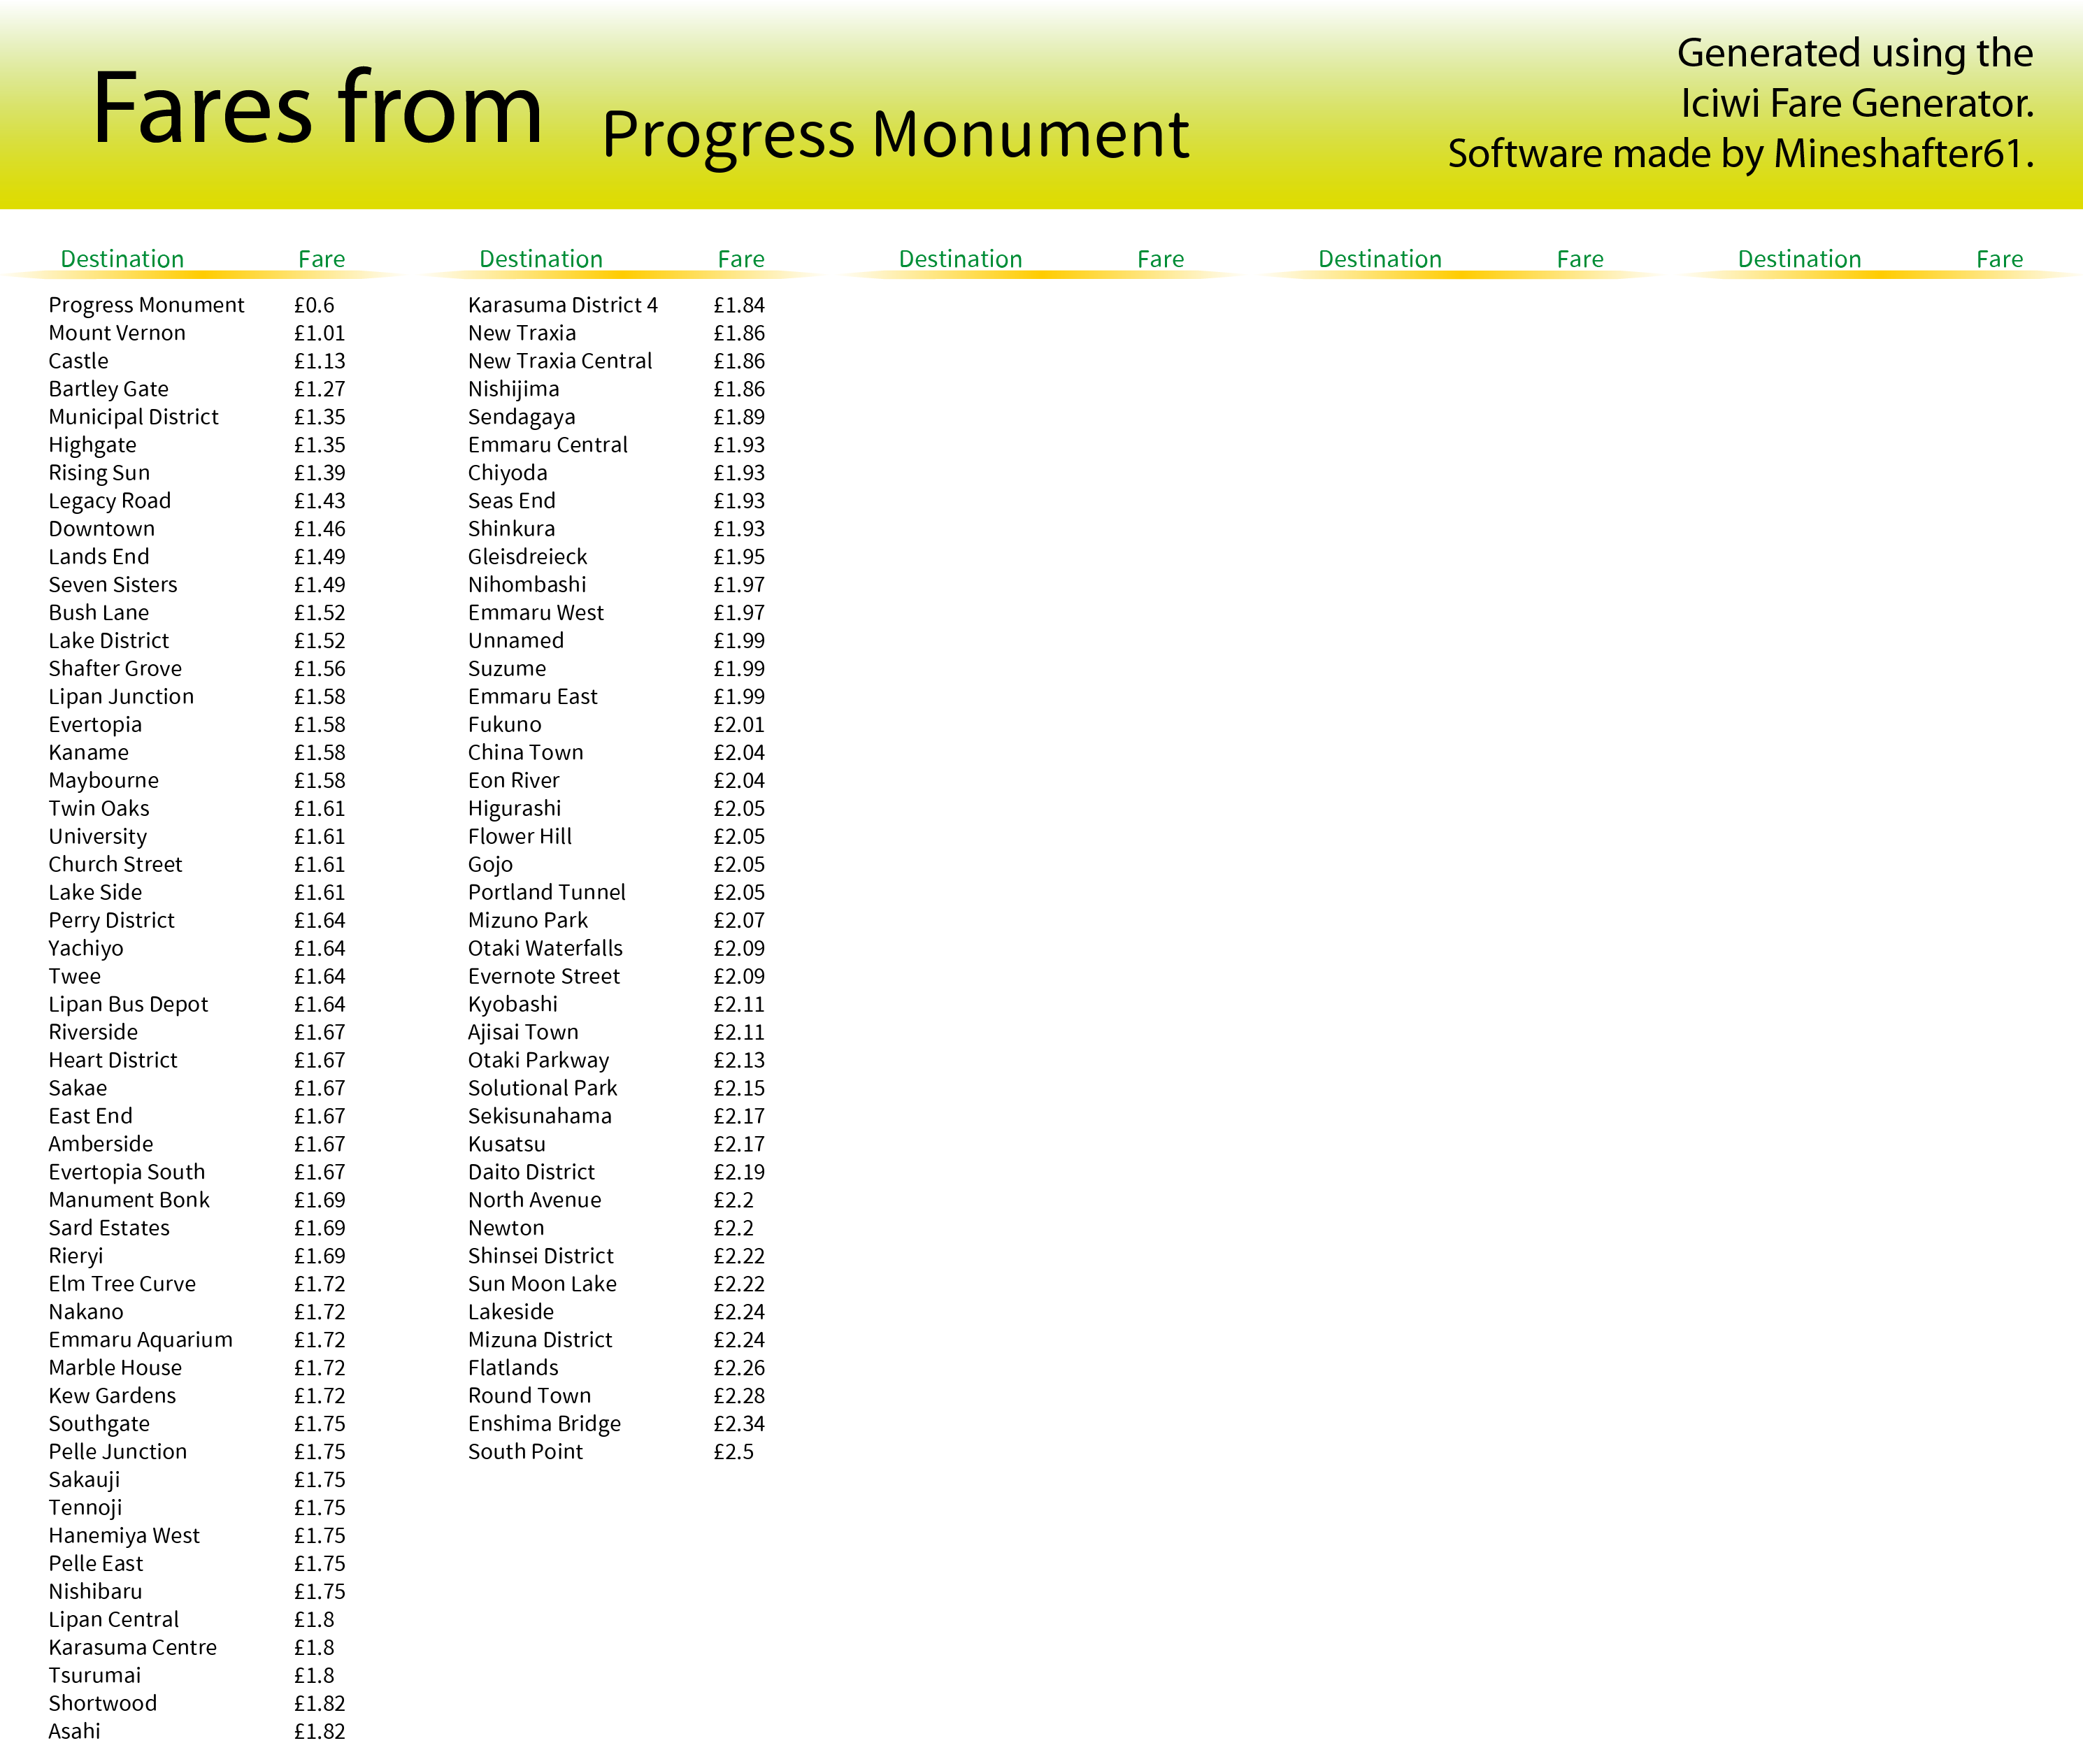 Fares from Progress Monument
Generated using the
Iciwi Fare Generator.
Software made by Mineshafter61.
Destination Fare
Progress Monument £0.6
Mount Vernon £1.01
Castle £1.13
Bartley Gate £1.27
Municipal District £1.35
Highgate £1.35
Rising Sun £1.39
Legacy Road £1.43
Downtown £1.46
Lands End £1.49
Seven Sisters £1.49
Bush Lane £1.52
Lake District £1.52
Shafter Grove £1.56
Lipan Junction £1.58
Evertopia £1.58
Kaname £1.58
Maybourne £1.58
Twin Oaks £1.61
University £1.61
Church Street £1.61
Lake Side £1.61
Perry District £1.64
Yachiyo £1.64
Twee £1.64
Lipan Bus Depot £1.64
Riverside £1.67
Heart District £1.67
Sakae £1.67
East End £1.67
Amberside £1.67
Evertopia South £1.67
Manument Bonk £1.69
Sard Estates £1.69
Rieryi £1.69
Elm Tree Curve £1.72
Nakano £1.72
Emmaru Aquarium £1.72
Marble House £1.72
Kew Gardens £1.72
Southgate £1.75
Pelle Junction £1.75
Sakauji £1.75
Tennoji £1.75
Hanemiya West £1.75
Pelle East £1.75
Nishibaru £1.75
Lipan Central £1.8
Karasuma Centre £1.8
Tsurumai £1.8
Shortwood £1.82
Asahi £1.82
Destination Fare
Karasuma District 4 £1.84
New Traxia £1.86
New Traxia Central £1.86
Nishijima £1.86
Sendagaya £1.89
Emmaru Central £1.93
Chiyoda £1.93
Seas End £1.93
Shinkura £1.93
Gleisdreieck £1.95
Nihombashi £1.97
Emmaru West £1.97
Unnamed £1.99
Suzume £1.99
Emmaru East £1.99
Fukuno £2.01
China Town £2.04
Eon River £2.04
Higurashi £2.05
Flower Hill £2.05
Gojo £2.05
Portland Tunnel £2.05
Mizuno Park £2.07
Otaki Waterfalls £2.09
Evernote Street £2.09
Kyobashi £2.11
Ajisai Town £2.11
Otaki Parkway £2.13
Solutional Park £2.15
Sekisunahama £2.17
Kusatsu £2.17
Daito District £2.19
North Avenue £2.2
Newton £2.2
Shinsei District £2.22
Sun Moon Lake £2.22
Lakeside £2.24
Mizuna District £2.24
Flatlands £2.26
Round Town £2.28
Enshima Bridge £2.34
South Point £2.5
Destination Fare
Destination Fare
Destination Fare